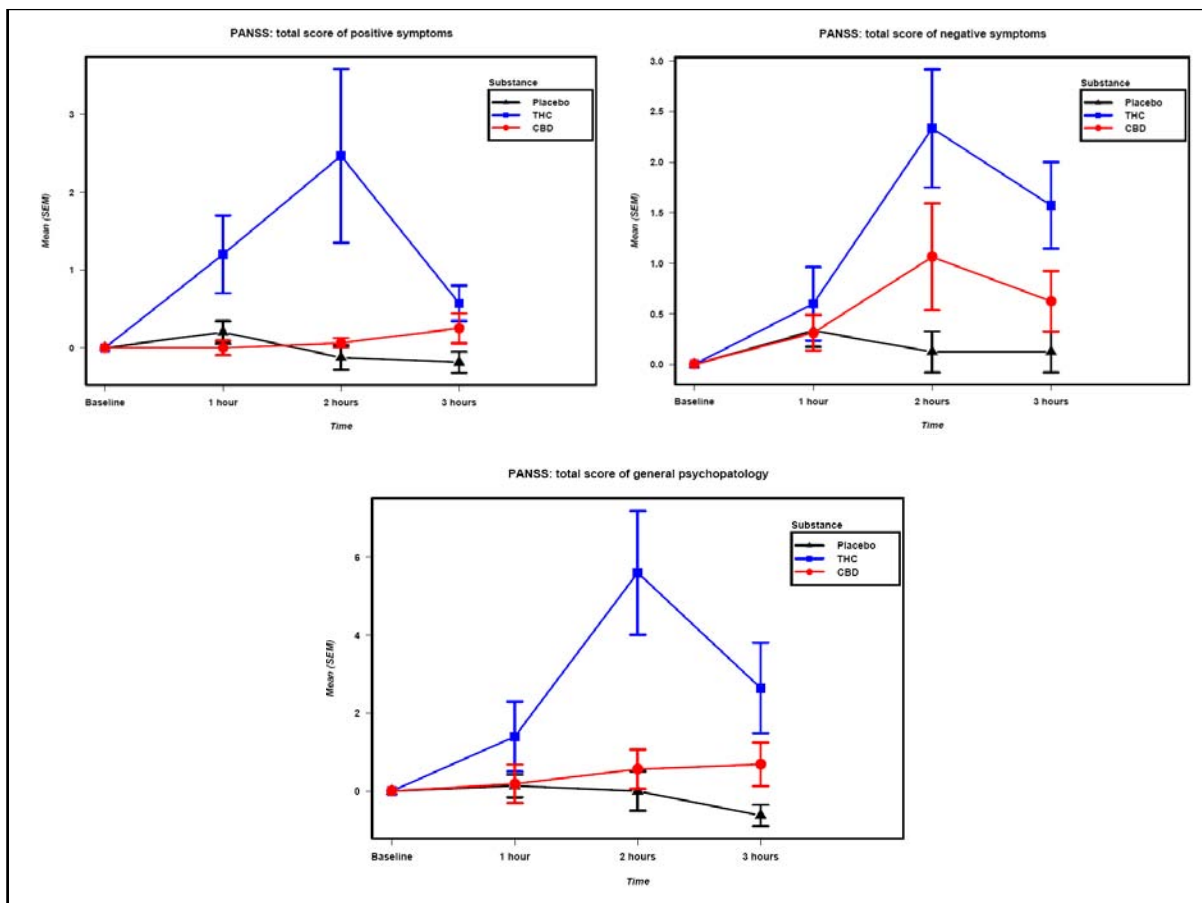 PANSS: total score of positive symptoms
Substance
Placebo
THC
CBD
3
2
1
0
Mean (SEM)
Baseline 1 hour 2 hours 3 hours
Time
PANSS: total score of negative symptoms
Substance
Placebo
THC
CBD
3.0
2.5
2.0
1.5
1.0
0.5
0.0
Mean (SEM)
Baseline 1 hour 2 hours 3 hours
Time
PANSS: total score of general psychopatology
Substance
Placebo
THC
CBD
6
4
2
0
Mean (SEM)
Baseline 1 hour 2 hours 3 hours
Time